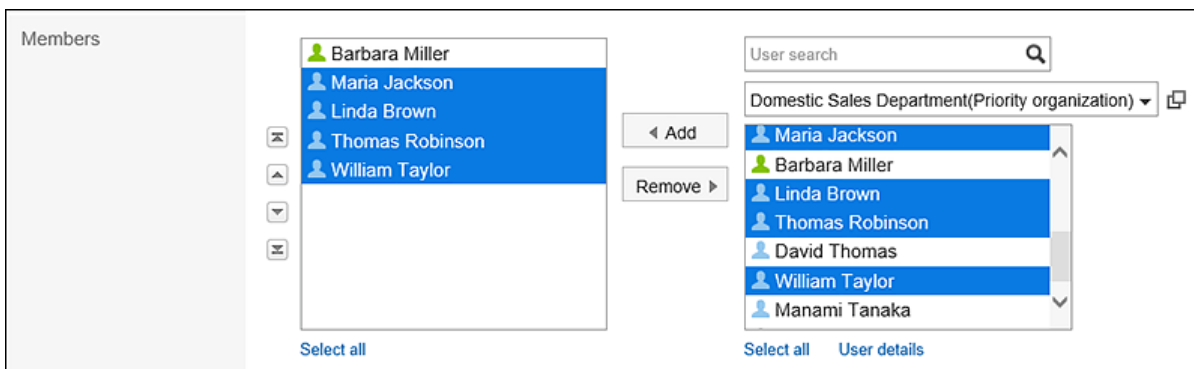 Members
Barbara Miller
Maria Jackson
Linda Brown
Thomas Robinson
William Taylor
Select all
Add
Remove
User search
Domestic Sales Department(Priority organization)
Maria Jackson
Barbara Miller
Linda Brown
Thomas Robinson
David Thomas
William Taylor
Manami Tanaka
Select all User details